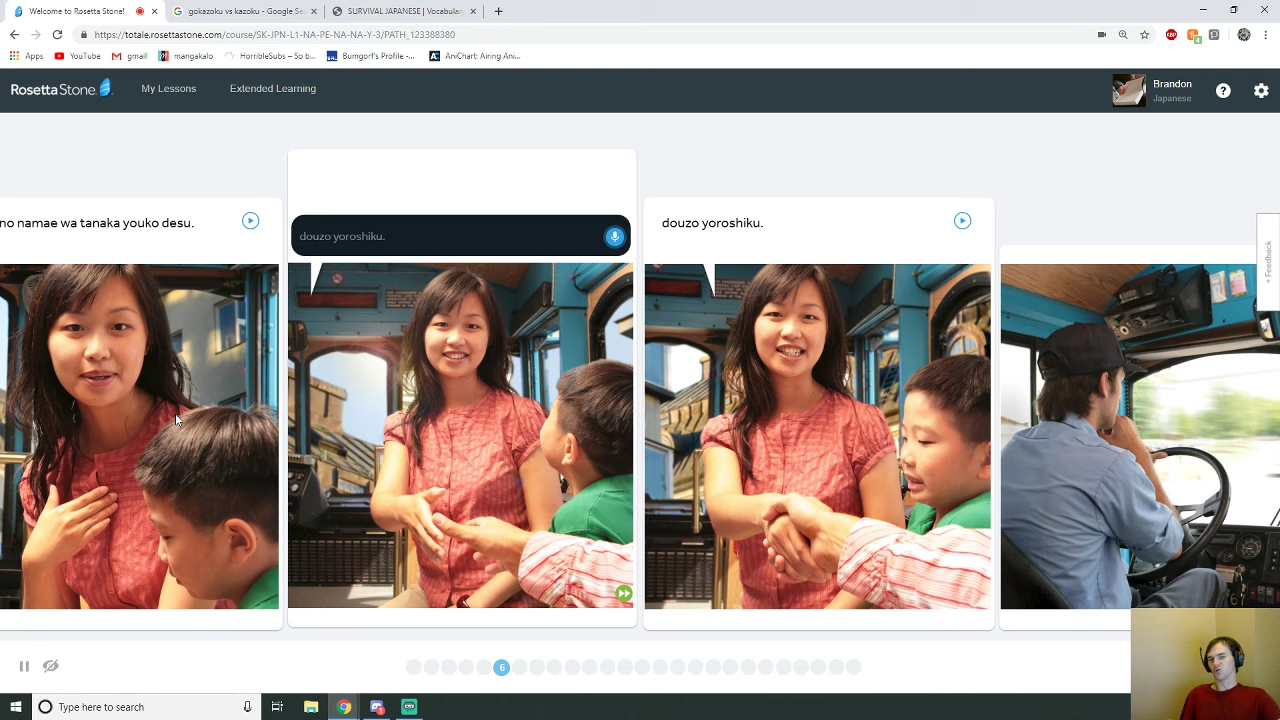 Welcome to Rosetta Stone!
gokazoku vs kazoku - Google Se
SURVIVAL JAPANESE | Vocabular
https://totale.rosettastone.com/course/SK-JPN-L1-NA-PE-NA-NA-Y-3/PATH_123388380
Apps
YouTube
gmail
mangakalo
HorribleSubs – So b...
Bumgorf's Profile -...
AniChart: Airing Ani...
RosettaStone
My Lessons
Extended Learning
Brandon
Japanese
no namae wa tanaka youko desu.
douzo yoroshiku.
douzo yoroshiku.
+ Feedback
6
Type here to search